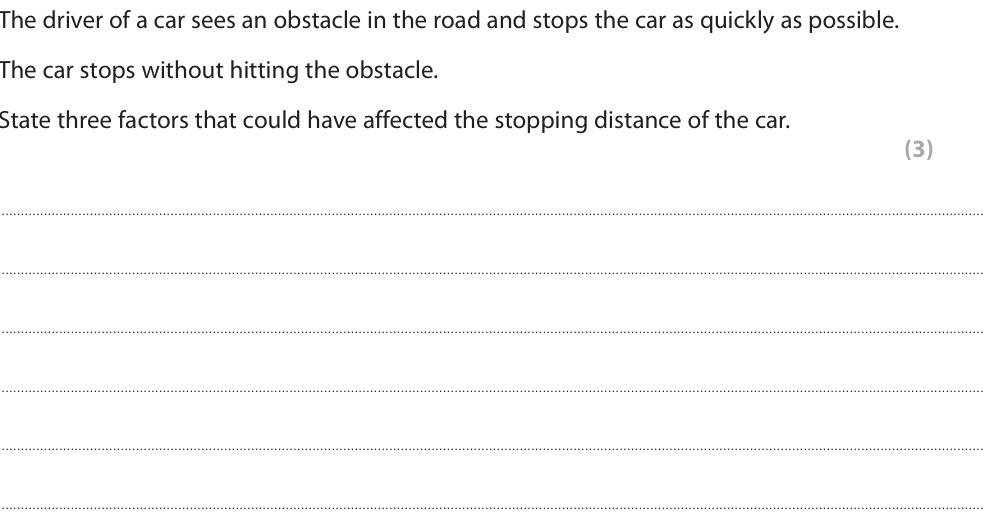 The driver of a car sees an obstacle in the road and stops the car as quickly as possible.
The car stops without hitting the obstacle.
State three factors that could have affected the stopping distance of the car.
(3)